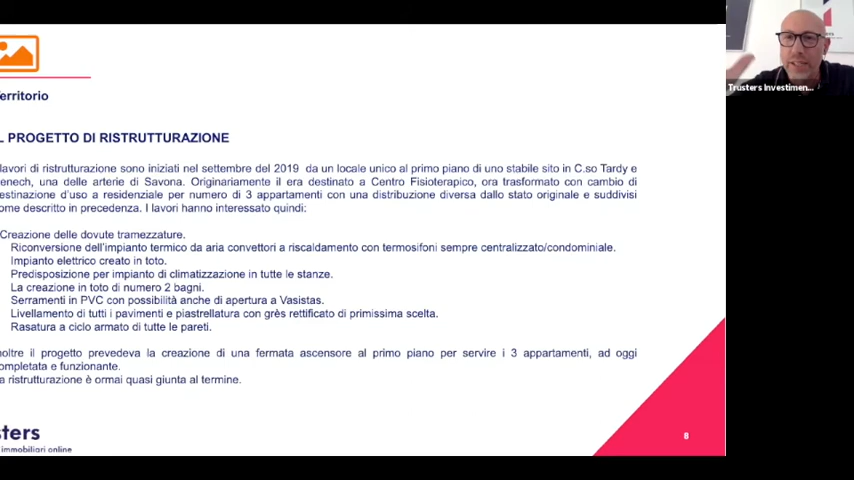 erritorio
L PROGETTO DI RISTRUTTURAZIONE
lavori di ristrutturazione sono iniziati nel settembre del 2019 da un locale unico al primo piano di uno stabile sito in C.so Tardy e
enech, una delle arterie di Savona. Originariamente il era destinato a Centro Fisioterapico, ora trasformato con cambio di
estinazione d'uso a residenziale per numero di 3 appartamenti con una distribuzione diversa dallo stato originale e suddivisi
ome descritto in precedenza. I lavori hanno interessato quindi:
Creazione delle dovute tramezzature.
Riconversione dell'impianto termico da aria convettori a riscaldamento con termosifoni sempre centralizzato/condominiale.
Impianto elettrico creato in toto.
Predisposizione per impianto di climatizzazione in tutte le stanze.
La creazione in toto di numero 2 bagni.
Serramenti in PVC con possibilità anche di apertura a Vasistas.
Livellamento di tutti i pavimenti e piastrellatura con grès rettificato di primissima scelta.
Rasatura a ciclo armato di tutte le pareti.
noltre il progetto prevedeva la creazione di una fermata ascensore al primo piano per servire i 3 appartamenti, ad oggi
ompletata e funzionante.
a ristrutturazione è ormai quasi giunta al termine.
sters
immobiliari online
8
Trusters Investimen...